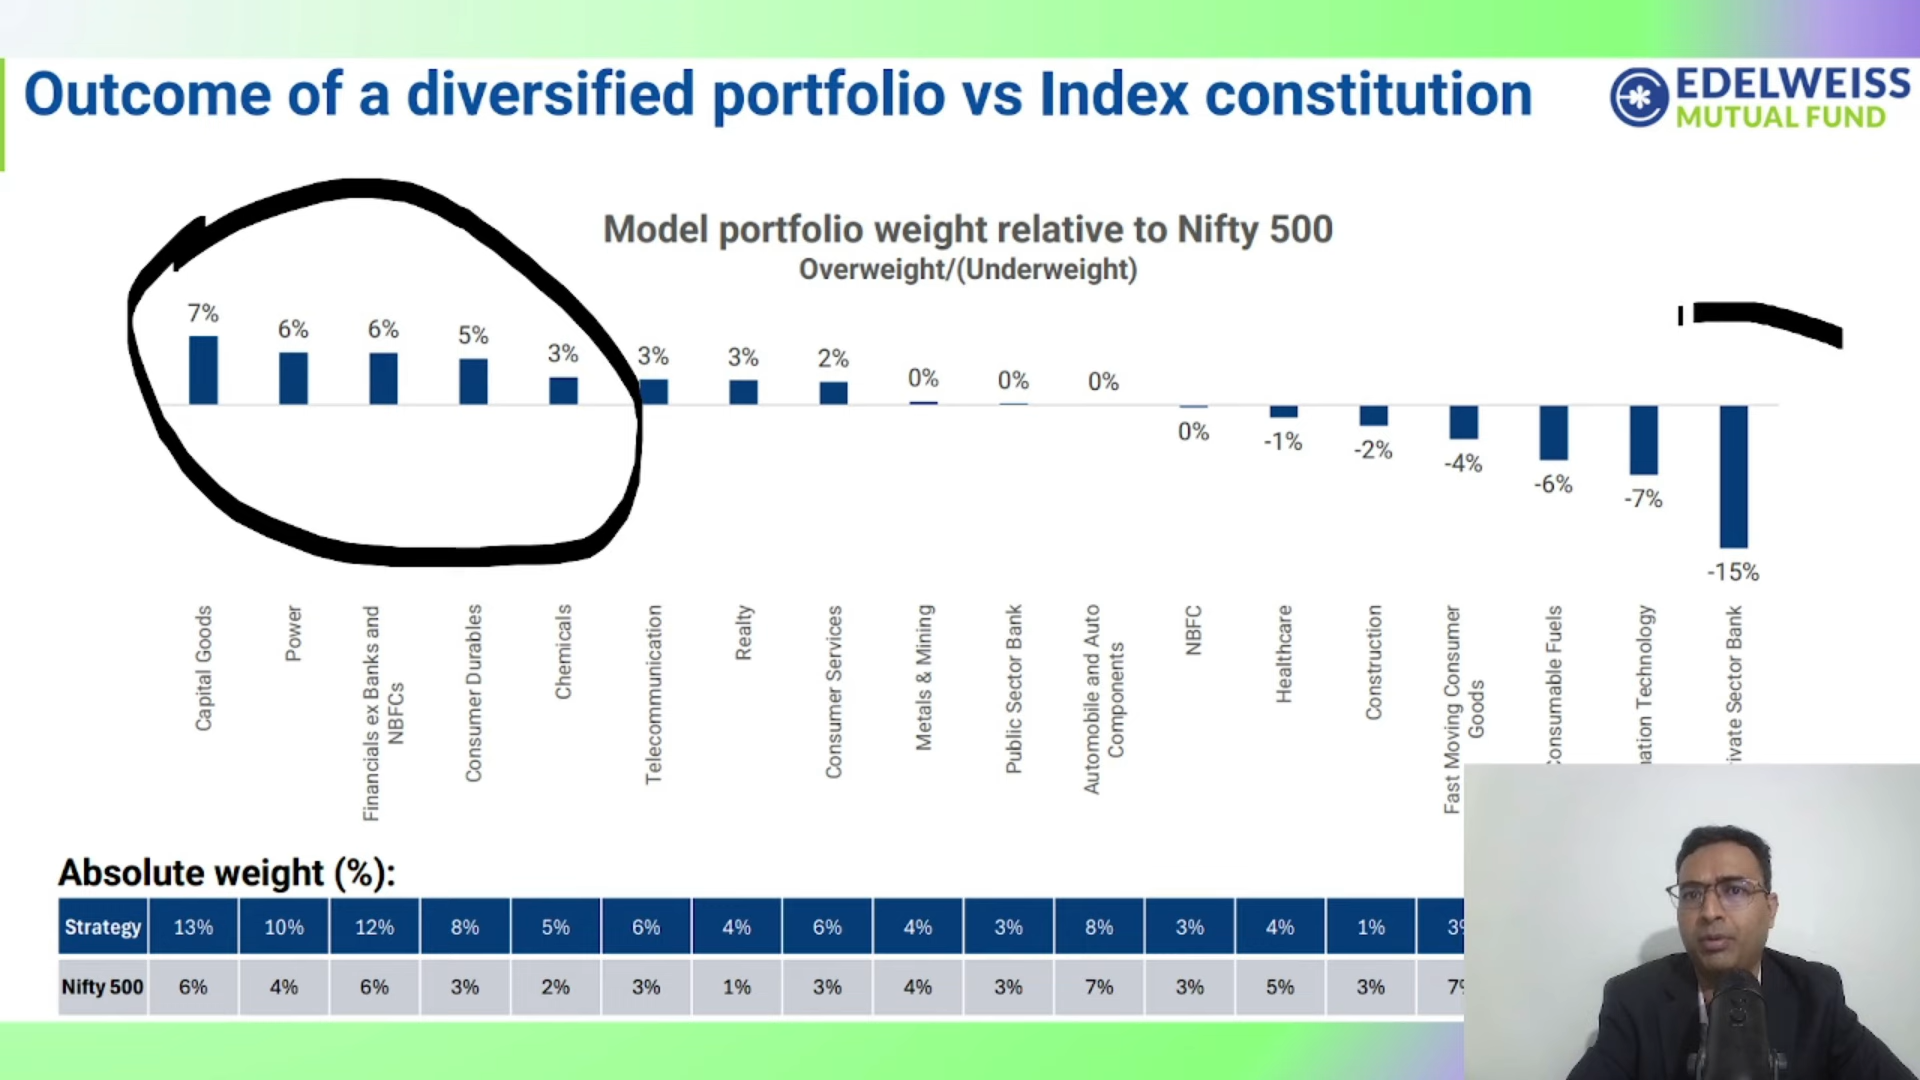 Outcome of a diversified portfolio vs Index constitution
EDELWEISS
MUTUAL FUND
Model portfolio weight relative to Nifty 500
Overweight/(Underweight)
7%
6%
6%
5%
3%
3%
3%
2%
0%
0%
0%
0%
-1%
-2%
-4%
-6%
-7%
-15%
Capital Goods
Power
Financials ex Banks and
NBFCs
Consumer Durables
Chemicals
Telecommunication
Realty
Consumer Services
Metals & Mining
Public Sector Bank
Automobile and Auto
Components
NBFC
Healthcare
Construction
Fast Moving Consumer
Goods
Consumable Fuels
Technology
Sector Bank
Absolute weight (%):
Strategy 13% 10% 12% 8% 5% 6% 4% 6% 4% 3% 8% 3% 4% 1%
Nifty 500 6% 4% 6% 3% 2% 3% 1% 3% 4% 3% 7% 3% 5% 3%